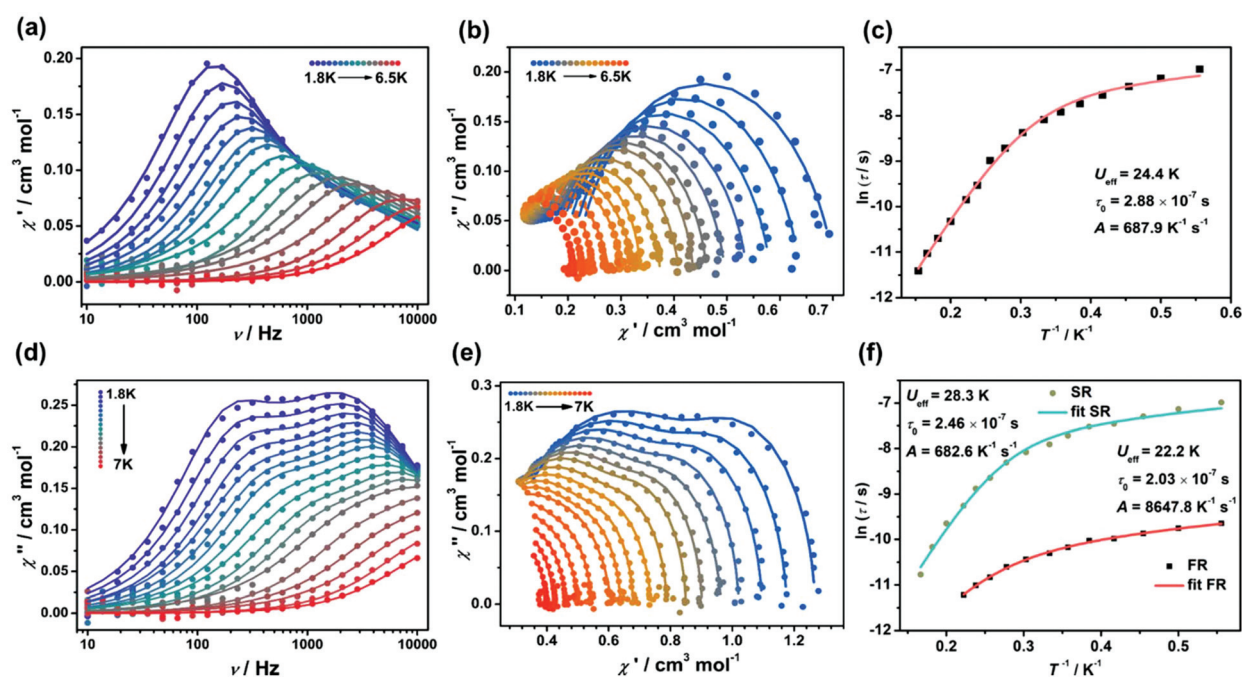 (a)
0.20
0.15
0.10
0.05
0.00
χ' / cm³ mol⁻¹
1.8K → 6.5K
10 100 1000 10000
ν / Hz
(b)
0.20
0.15
0.10
0.05
0.00
χ'' / cm³ mol⁻¹
1.8K → 6.5K
0.1 0.2 0.3 0.4 0.5 0.6 0.7
χ' / cm³ mol⁻¹
(c)
-7
-8
-9
-10
-11
-12
ln (τ / s)
U eff = 24.4 K
τ₀ = 2.88 × 10⁻⁷ s
A = 687.9 K⁻¹ s⁻¹
0.2 0.3 0.4 0.5 0.6
T⁻¹ / K⁻¹
(d)
0.25
0.20
0.15
0.10
0.05
0.00
χ'' / cm³ mol⁻¹
1.8K
7K
10 100 1000 10000
ν / Hz
(e)
0.3
0.2
0.1
0.0
χ'' / cm³ mol⁻¹
1.8K → 7K
0.4 0.6 0.8 1.0 1.2
χ' / cm³ mol⁻¹
(f)
-6
-7
-8
-9
-10
-11
-12
ln (τ / s)
U eff = 28.3 K
τ₀ = 2.46 × 10⁻⁷ s
A = 682.6 K⁻¹ s⁻¹
SR
fit SR
U eff = 22.2 K
τ₀ = 2.03 × 10⁻⁷ s
A = 8647.8 K⁻¹ s⁻¹
FR
fit FR
0.2 0.3 0.4 0.5
T⁻¹ / K⁻¹